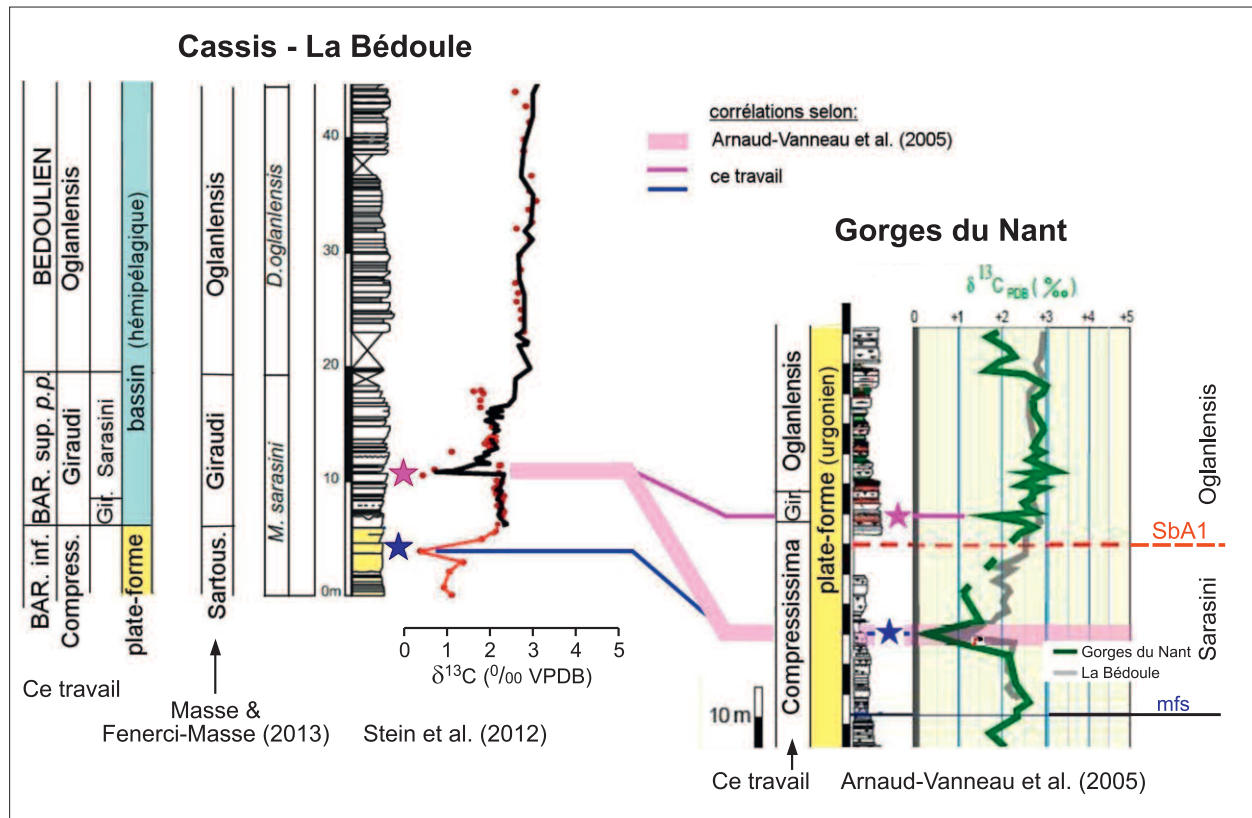 Cassis - La Bédoule
BEDOULIEN
Oglanlensis
BAR. sup. p.p.
Giraudi
Gir.
Sarasini
BAR. inf.
Compress.
bassin (hémipélagique)
plate-forme
Oglanlensis
Giraudi
Sartous.
D.oglanlensis
M. sarasini
40
30
20
10
0m
0 1 2 3 4 5
δ13C (0/00 VPDB)
Ce travail
Masse &
Fenerci-Masse (2013)
Stein et al. (2012)
corrélations selon:
Arnaud-Vanneau et al. (2005)
ce travail
Gorges du Nant
δ13C PDB (‰)
0 +1 +2 +3 +4 +5
Oglanlensis
Gir.
Compressissima
plate-forme (urgonien)
Oglanlensis
SbA1
Sarasini
Gorges du Nant
La Bédoule
mfs
10 m
Ce travail
Arnaud-Vanneau et al. (2005)